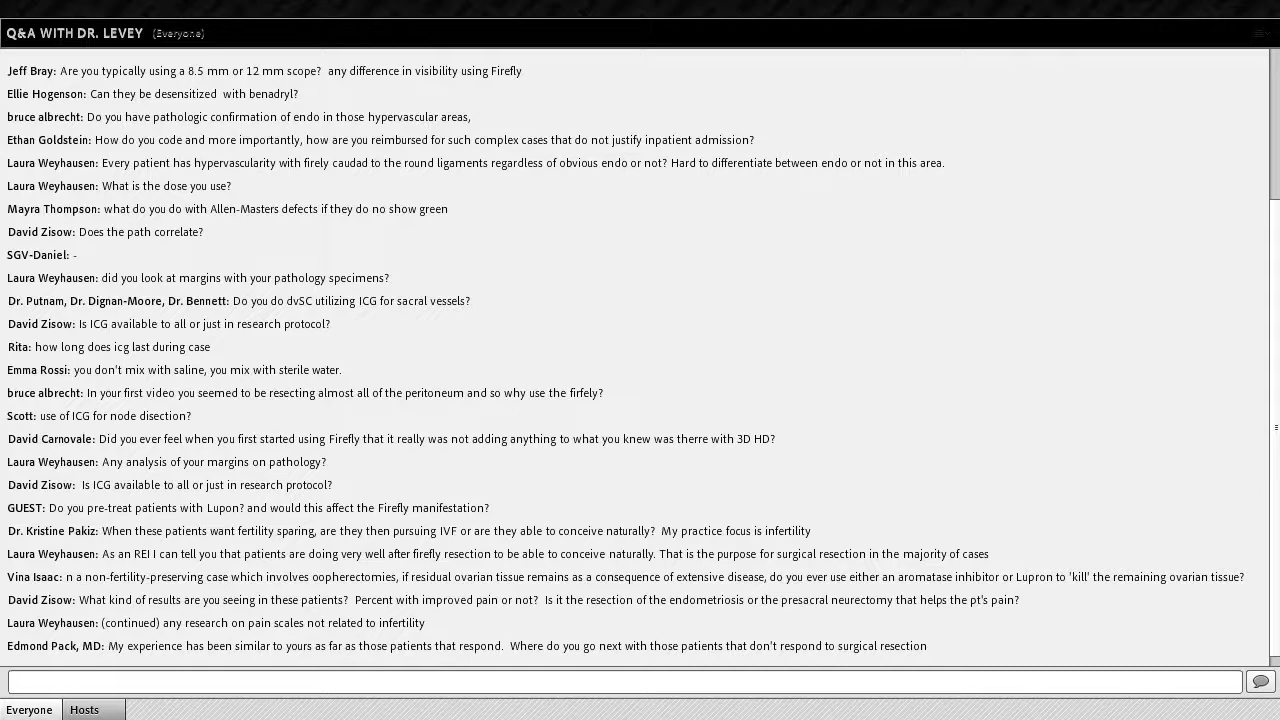 Q&A WITH DR. LEVEY (Everyone)
Jeff Bray: Are you typically using a 8.5 mm or 12 mm scope?  any difference in visibility using Firefly
Ellie Hogenson: Can they be desensitized  with benadryl?
bruce albrecht: Do you have pathologic confirmation of endo in those hypervascular areas,
Ethan Goldstein: How do you code and more importantly, how are you reimbursed for such complex cases that do not justify inpatient admission?
Laura Weyhausen: Every patient has hypervascularity with firely caudad to the round ligaments regardless of obvious endo or not? Hard to differentiate between endo or not in this area.
Laura Weyhausen: What is the dose you use?
Mayra Thompson: what do you do with Allen-Masters defects if they do no show green
David Zisow: Does the path correlate?
SGV-Daniel: -
Laura Weyhausen: did you look at margins with your pathology specimens?
Dr. Putnam, Dr. Dignan-Moore, Dr. Bennett: Do you do dvSC utilizing ICG for sacral vessels?
David Zisow: Is ICG available to all or just in research protocol?
Rita: how long does icg last during case
Emma Rossi: you don't mix with saline, you mix with sterile water.
bruce albrecht: In your first video you seemed to be resecting almost all of the peritoneum and so why use the firfely?
Scott: use of ICG for node disection?
David Carnovale: Did you ever feel when you first started using Firefly that it really was not adding anything to what you knew was therre with 3D HD?
Laura Weyhausen: Any analysis of your margins on pathology?
David Zisow:  Is ICG available to all or just in research protocol?
GUEST: Do you pre-treat patients with Lupon? and would this affect the Firefly manifestation?
Dr. Kristine Pakiz: When these patients want fertility sparing, are they then pursuing IVF or are they able to conceive naturally?  My practice focus is infertility
Laura Weyhausen: As an REI I can tell you that patients are doing very well after firefly resection to be able to conceive naturally. That is the purpose for surgical resection in the majority of cases
Vina Isaac: n a non-fertility-preserving case which involves oopherectomies, if residual ovarian tissue remains as a consequence of extensive disease, do you ever use either an aromatase inhibitor or Lupron to 'kill' the remaining ovarian tissue?
David Zisow: What kind of results are you seeing in these patients?  Percent with improved pain or not?  Is it the resection of the endometriosis or the presacral neurectomy that helps the pt's pain?
Laura Weyhausen: (continued) any research on pain scales not related to infertility
Edmond Pack, MD: My experience has been similar to yours as far as those patients that respond.  Where do you go next with those patients that don't respond to surgical resection
Everyone Hosts